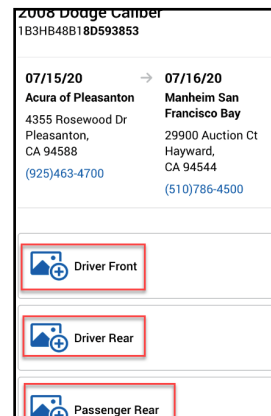 2008 Dodge Caliber
1B3HB48B18D593853
07/15/20
Acura of Pleasanton
4355 Rosewood Dr
Pleasanton,
CA 94588
(925)463-4700
07/16/20
Manheim San
Francisco Bay
29900 Auction Ct
Hayward,
CA 94544
(510)786-4500
Driver Front
Driver Rear
Passenger Rear